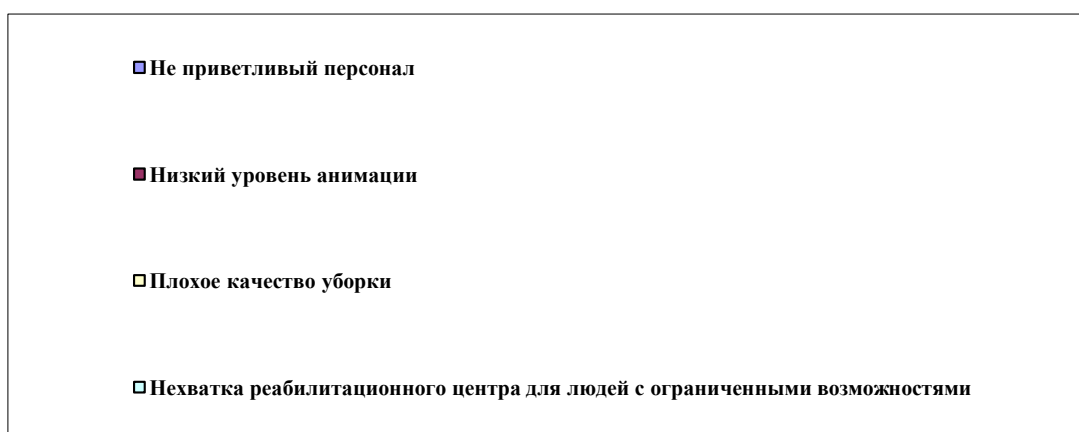 Не приветливый персонал
Низкий уровень анимации
Плохое качество уборки
Нехватка реабилитационного центра для людей с ограниченными возможностями